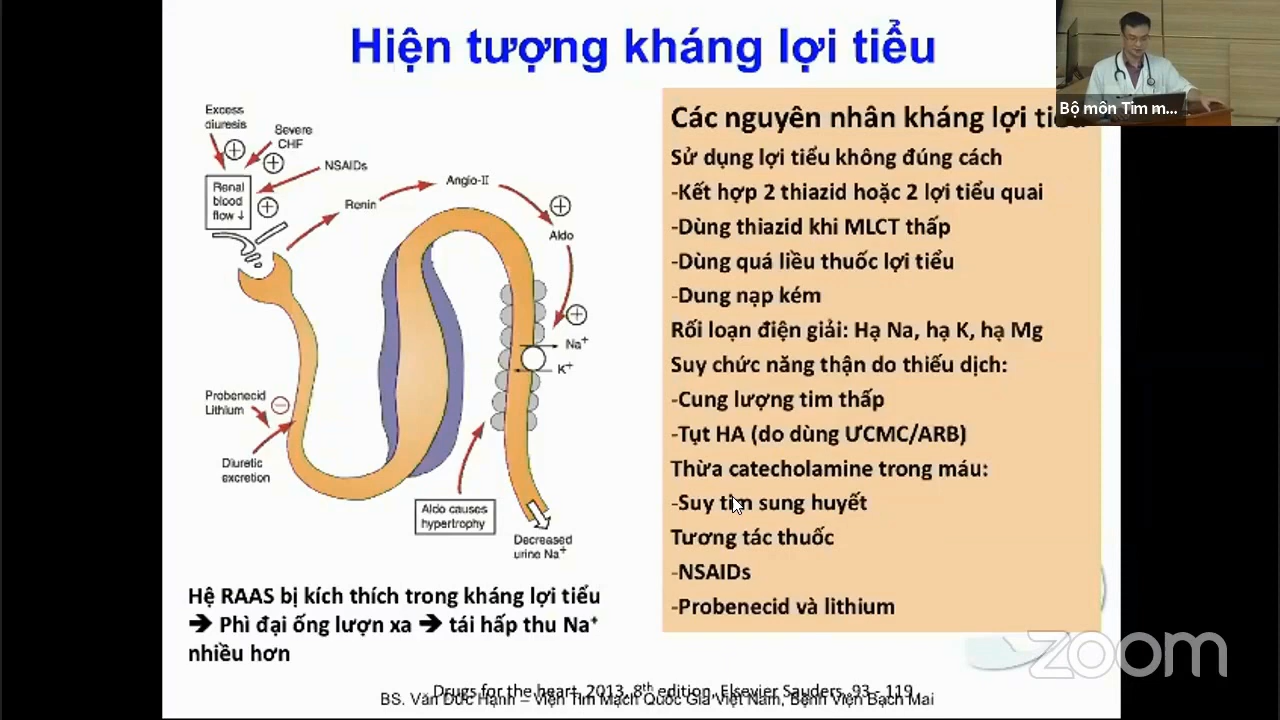 Hiện tượng kháng lợi tiểu
Bộ môn Tim m...
Excess
diuresis
Severe
CHF
NSAIDs
Renal
blood
flow ↓
Renin
Angio-II
Aldo
Na⁺
K⁺
Probenecid
Lithium
Diuretic
excretion
Aldo causes
hypertrophy
Decreased
urine Na⁺
Hệ RAAS bị kích thích trong kháng lợi tiểu
➔ Phì đại ống lượn xa ➔ tái hấp thu Na⁺
nhiều hơn
Các nguyên nhân kháng lợi
Sử dụng lợi tiểu không đúng cách
-Kết hợp 2 thiazid hoặc 2 lợi tiểu quai
-Dùng thiazid khi MLCT thấp
-Dùng quá liều thuốc lợi tiểu
-Dung nạp kém
Rối loạn điện giải: Hạ Na, hạ K, hạ Mg
Suy chức năng thận do thiếu dịch:
-Cung lượng tim thấp
-Tụt HA (do dùng ƯCMC/ARB)
Thừa catecholamine trong máu:
-Suy tim sung huyết
Tương tác thuốc
-NSAIDs
-Probenecid và lithium
zoom
Drugs for the heart, 2013, 8th edition, Elsevier Sauders, 93 - 119.
BS. Văn Đức Hạnh – Viện Tim Mạch Quốc Gia Việt Nam, Bệnh Viện Bạch Mai